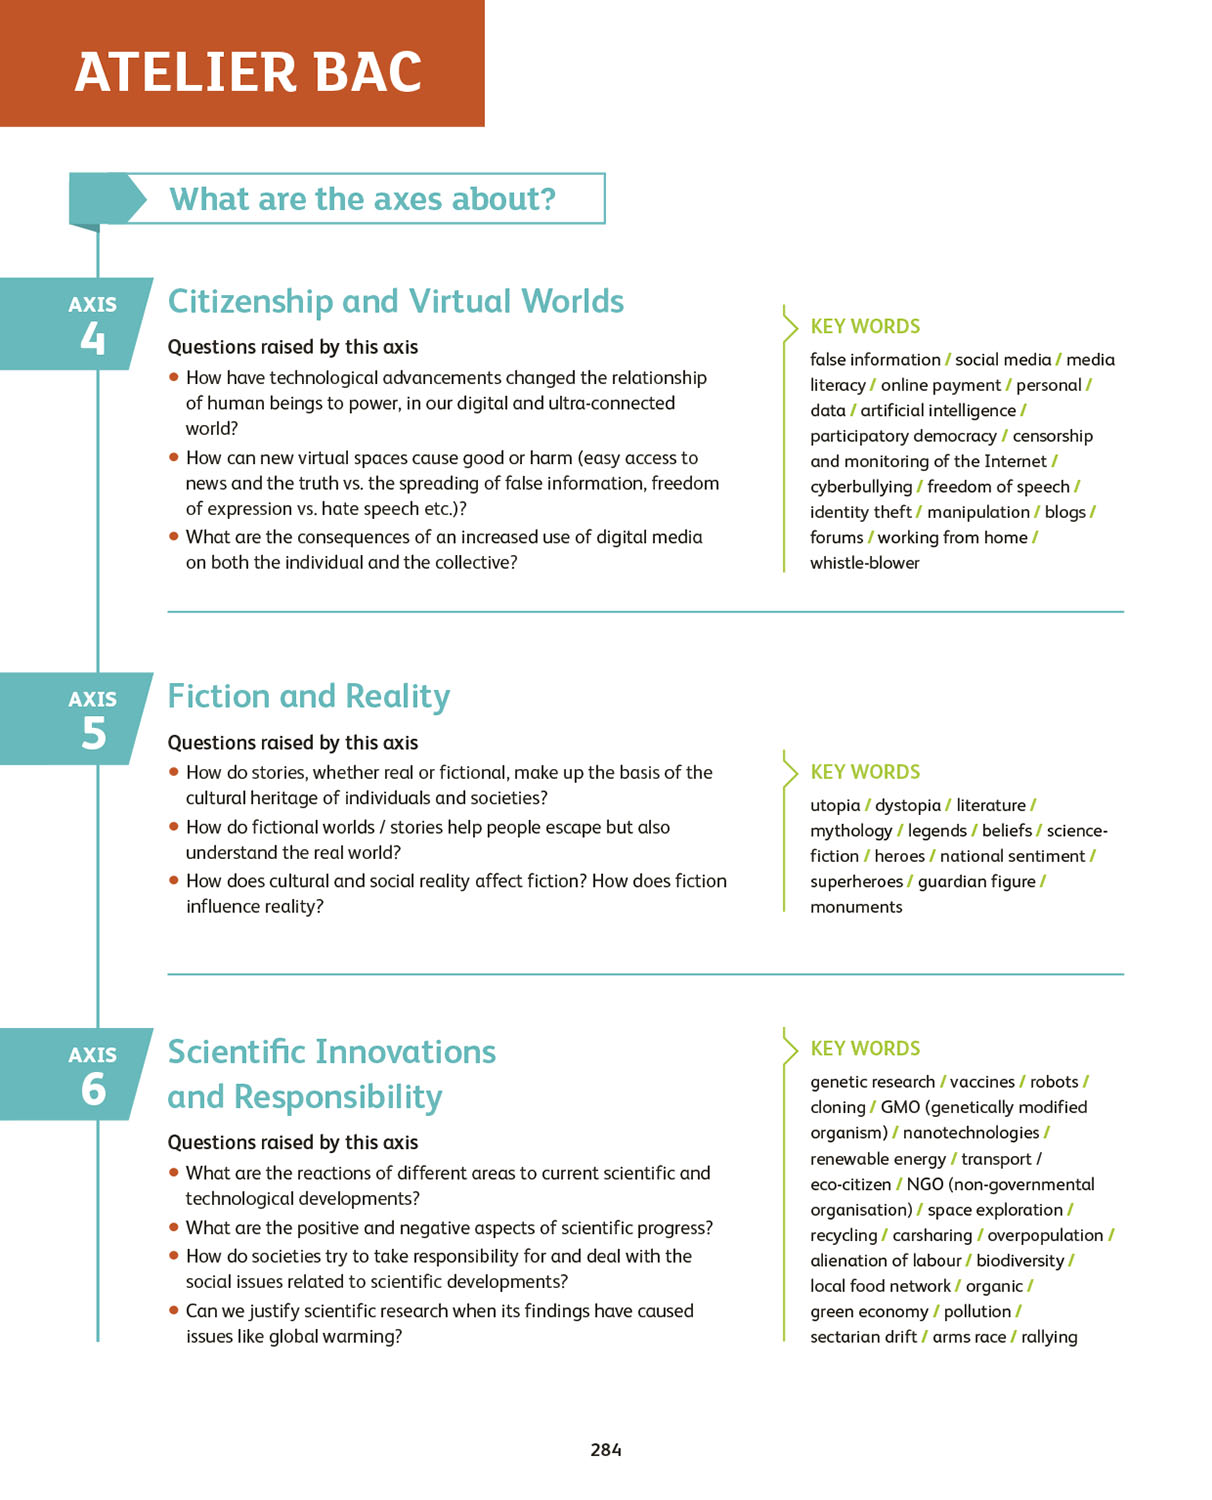 ATELIER BAC
What are the axes about?
AXIS
4
Citizenship and Virtual Worlds
Questions raised by this axis
• How have technological advancements changed the relationship
of human beings to power, in our digital and ultra-connected
world?
• How can new virtual spaces cause good or harm (easy access to
news and the truth vs. the spreading of false information, freedom
of expression vs. hate speech etc.)?
• What are the consequences of an increased use of digital media
on both the individual and the collective?
KEY WORDS
false information / social media / media
literacy / online payment / personal /
data / artificial intelligence /
participatory democracy / censorship
and monitoring of the Internet /
cyberbullying / freedom of speech /
identity theft / manipulation / blogs /
forums / working from home /
whistle-blower
AXIS
5
Fiction and Reality
Questions raised by this axis
• How do stories, whether real or fictional, make up the basis of the
cultural heritage of individuals and societies?
• How do fictional worlds / stories help people escape but also
understand the real world?
• How does cultural and social reality affect fiction? How does fiction
influence reality?
KEY WORDS
utopia / dystopia / literature /
mythology / legends / beliefs / science-
fiction / heroes / national sentiment /
superheroes / guardian figure /
monuments
AXIS
6
Scientific Innovations
and Responsibility
Questions raised by this axis
• What are the reactions of different areas to current scientific and
technological developments?
• What are the positive and negative aspects of scientific progress?
• How do societies try to take responsibility for and deal with the
social issues related to scientific developments?
• Can we justify scientific research when its findings have caused
issues like global warming?
KEY WORDS
genetic research / vaccines / robots /
cloning / GMO (genetically modified
organism) / nanotechnologies /
renewable energy / transport /
eco-citizen / NGO (non-governmental
organisation) / space exploration /
recycling / carsharing / overpopulation /
alienation of labour / biodiversity /
local food network / organic /
green economy / pollution /
sectarian drift / arms race / rallying
284